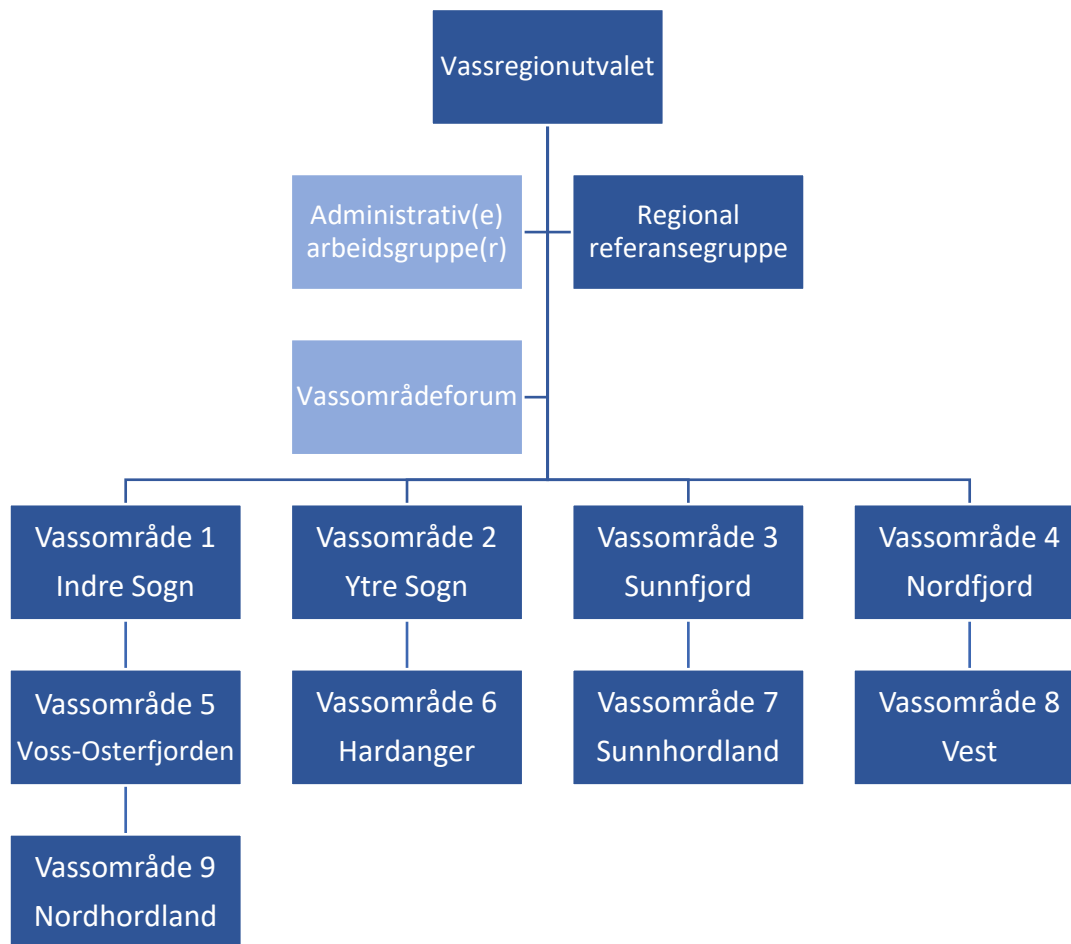 Vassregionutvalet
Administrativ(e)
arbeidsgruppe(r)
Regional
referansegruppe
Vassområdeforum
Vassområde 1
Indre Sogn
Vassområde 2
Ytre Sogn
Vassområde 3
Sunnfjord
Vassområde 4
Nordfjord
Vassområde 5
Voss-Osterfjorden
Vassområde 6
Hardanger
Vassområde 7
Sunnhordland
Vassområde 8
Vest
Vassområde 9
Nordhordland